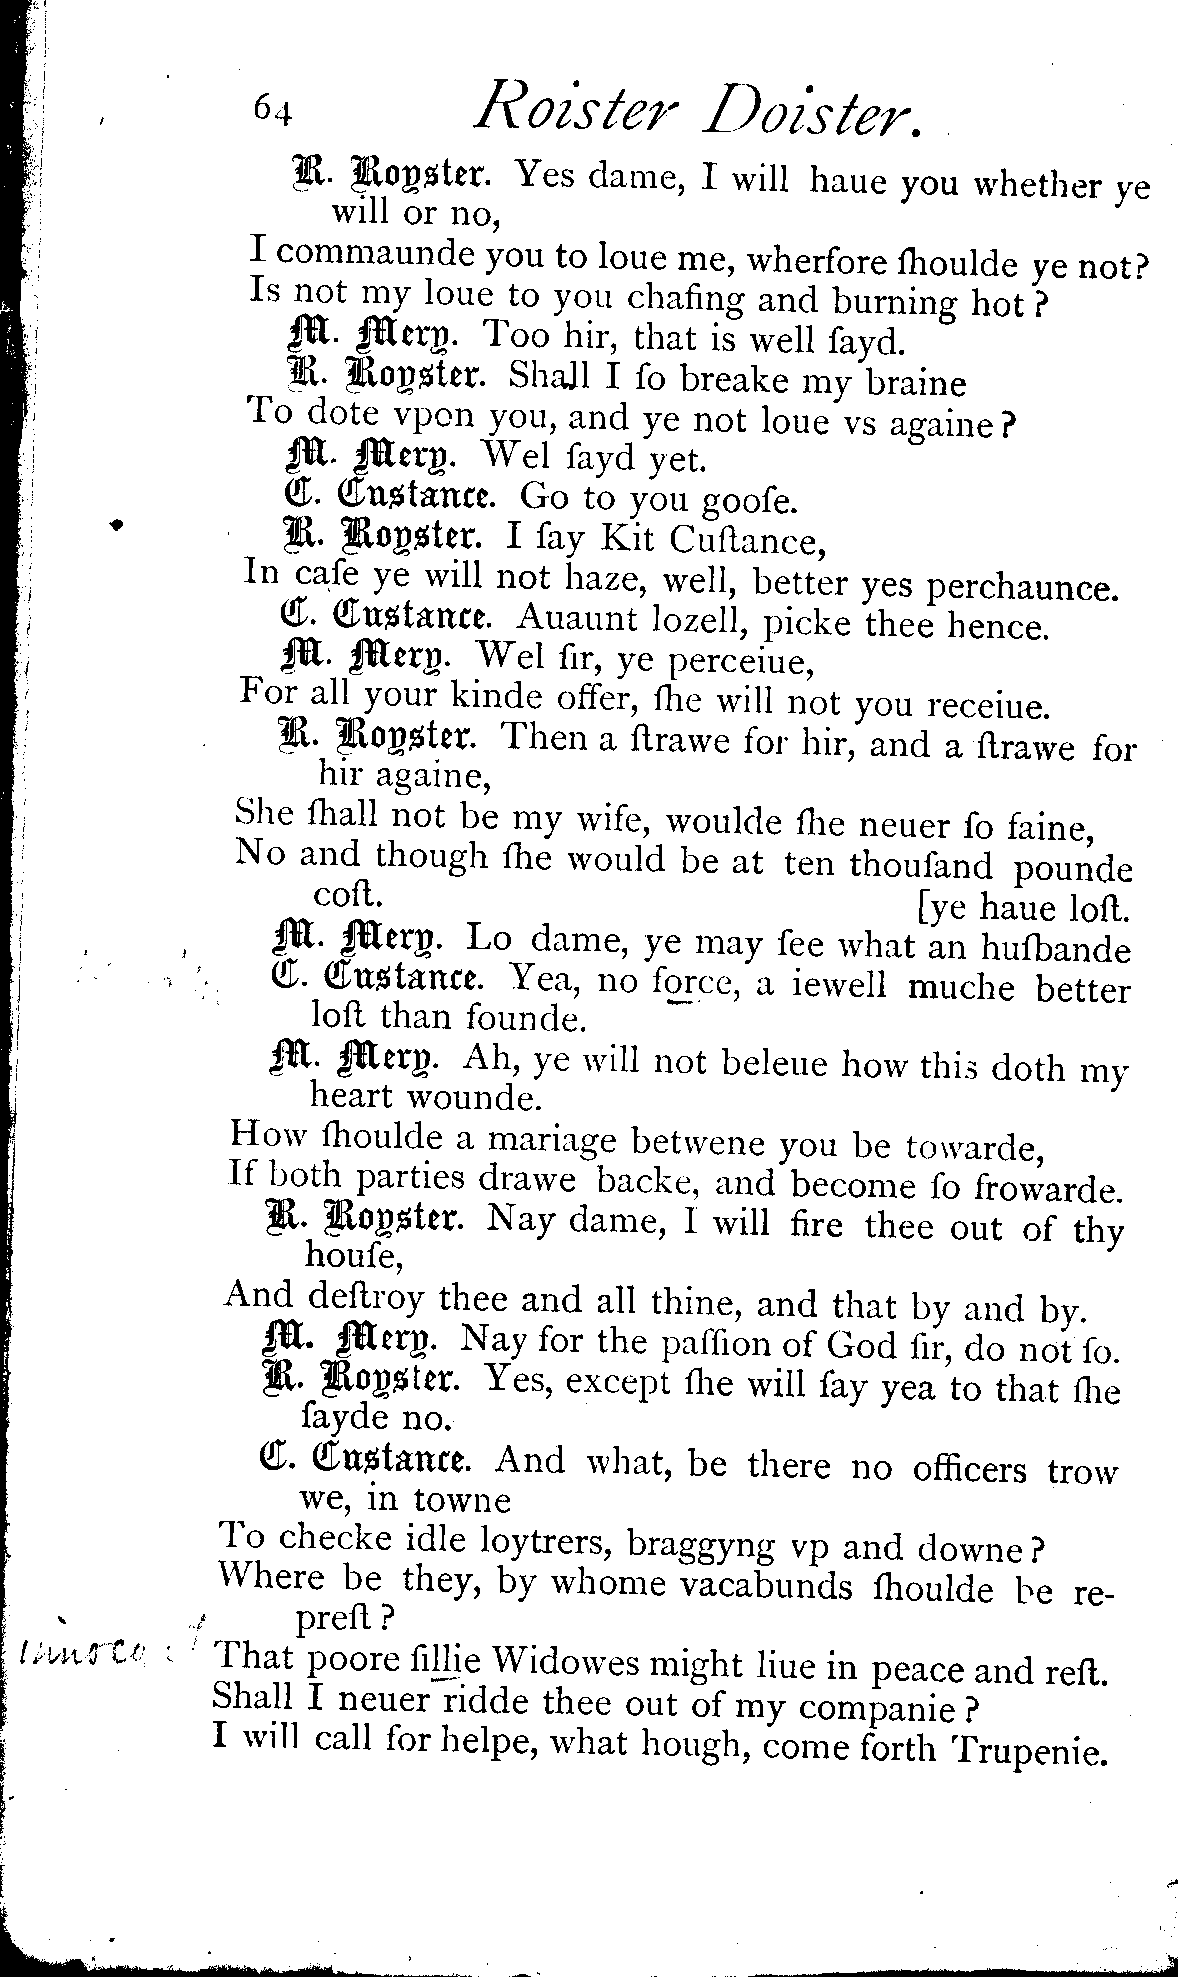 64 Roister Doister.
R. Royster. Yes dame, I will haue you whether ye
will or no,
I commaunde you to loue me, wherfore ſhoulde ye not?
Is not my loue to you chafing and burning hot?
M. Mery. Too hir, that is well ſayd.
R. Royster. Shall I ſo breake my braine
To dote vpon you, and ye not loue vs againe?
M. Mery. Wel ſayd yet.
C. Custance. Go to you gooſe.
R. Royster. I ſay Kit Cuſtance,
In caſe ye will not haze, well, better yes perchaunce.
C. Custance. Auaunt lozell, picke thee hence.
M. Mery. Wel ſir, ye perceiue,
For all your kinde offer, ſhe will not you receiue.
R. Royster. Then a ſtrawe for hir, and a ſtrawe for
hir againe,
She ſhall not be my wife, woulde ſhe neuer ſo faine,
No and though ſhe would be at ten thouſand pounde
coſt. [ye haue loſt.
M. Mery. Lo dame, ye may ſee what an huſbande
C. Custance. Yea, no force, a iewell muche better
loſt than founde.
M. Mery. Ah, ye will not beleue how this doth my
heart wounde.
How ſhoulde a mariage betwene you be towarde,
If both parties drawe backe, and become ſo frowarde.
R. Royster. Nay dame, I will fire thee out of thy
houſe,
And deſtroy thee and all thine, and that by and by.
M. Mery. Nay for the paſſion of God ſir, do not ſo.
R. Royster. Yes, except ſhe will ſay yea to that ſhe
ſayde no.
C. Custance. And what, be there no officers trow
we, in towne
To checke idle loytrers, braggyng vp and downe?
Where be they, by whome vacabunds ſhoulde be re-
preſt?
That poore ſillie Widowes might liue in peace and reſt.
Shall I neuer ridde thee out of my companie?
I will call for helpe, what hough, come forth Trupenie.